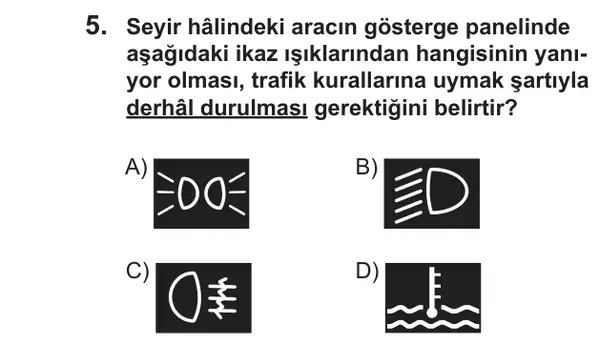 5. Seyir hâlindeki aracın gösterge panelinde
aşağıdaki ikaz ışıklarından hangisinin yanı-
yor olması, trafik kurallarına uymak şartıyla
derhâl durulması gerektiğini belirtir?
A) B)
C) D)